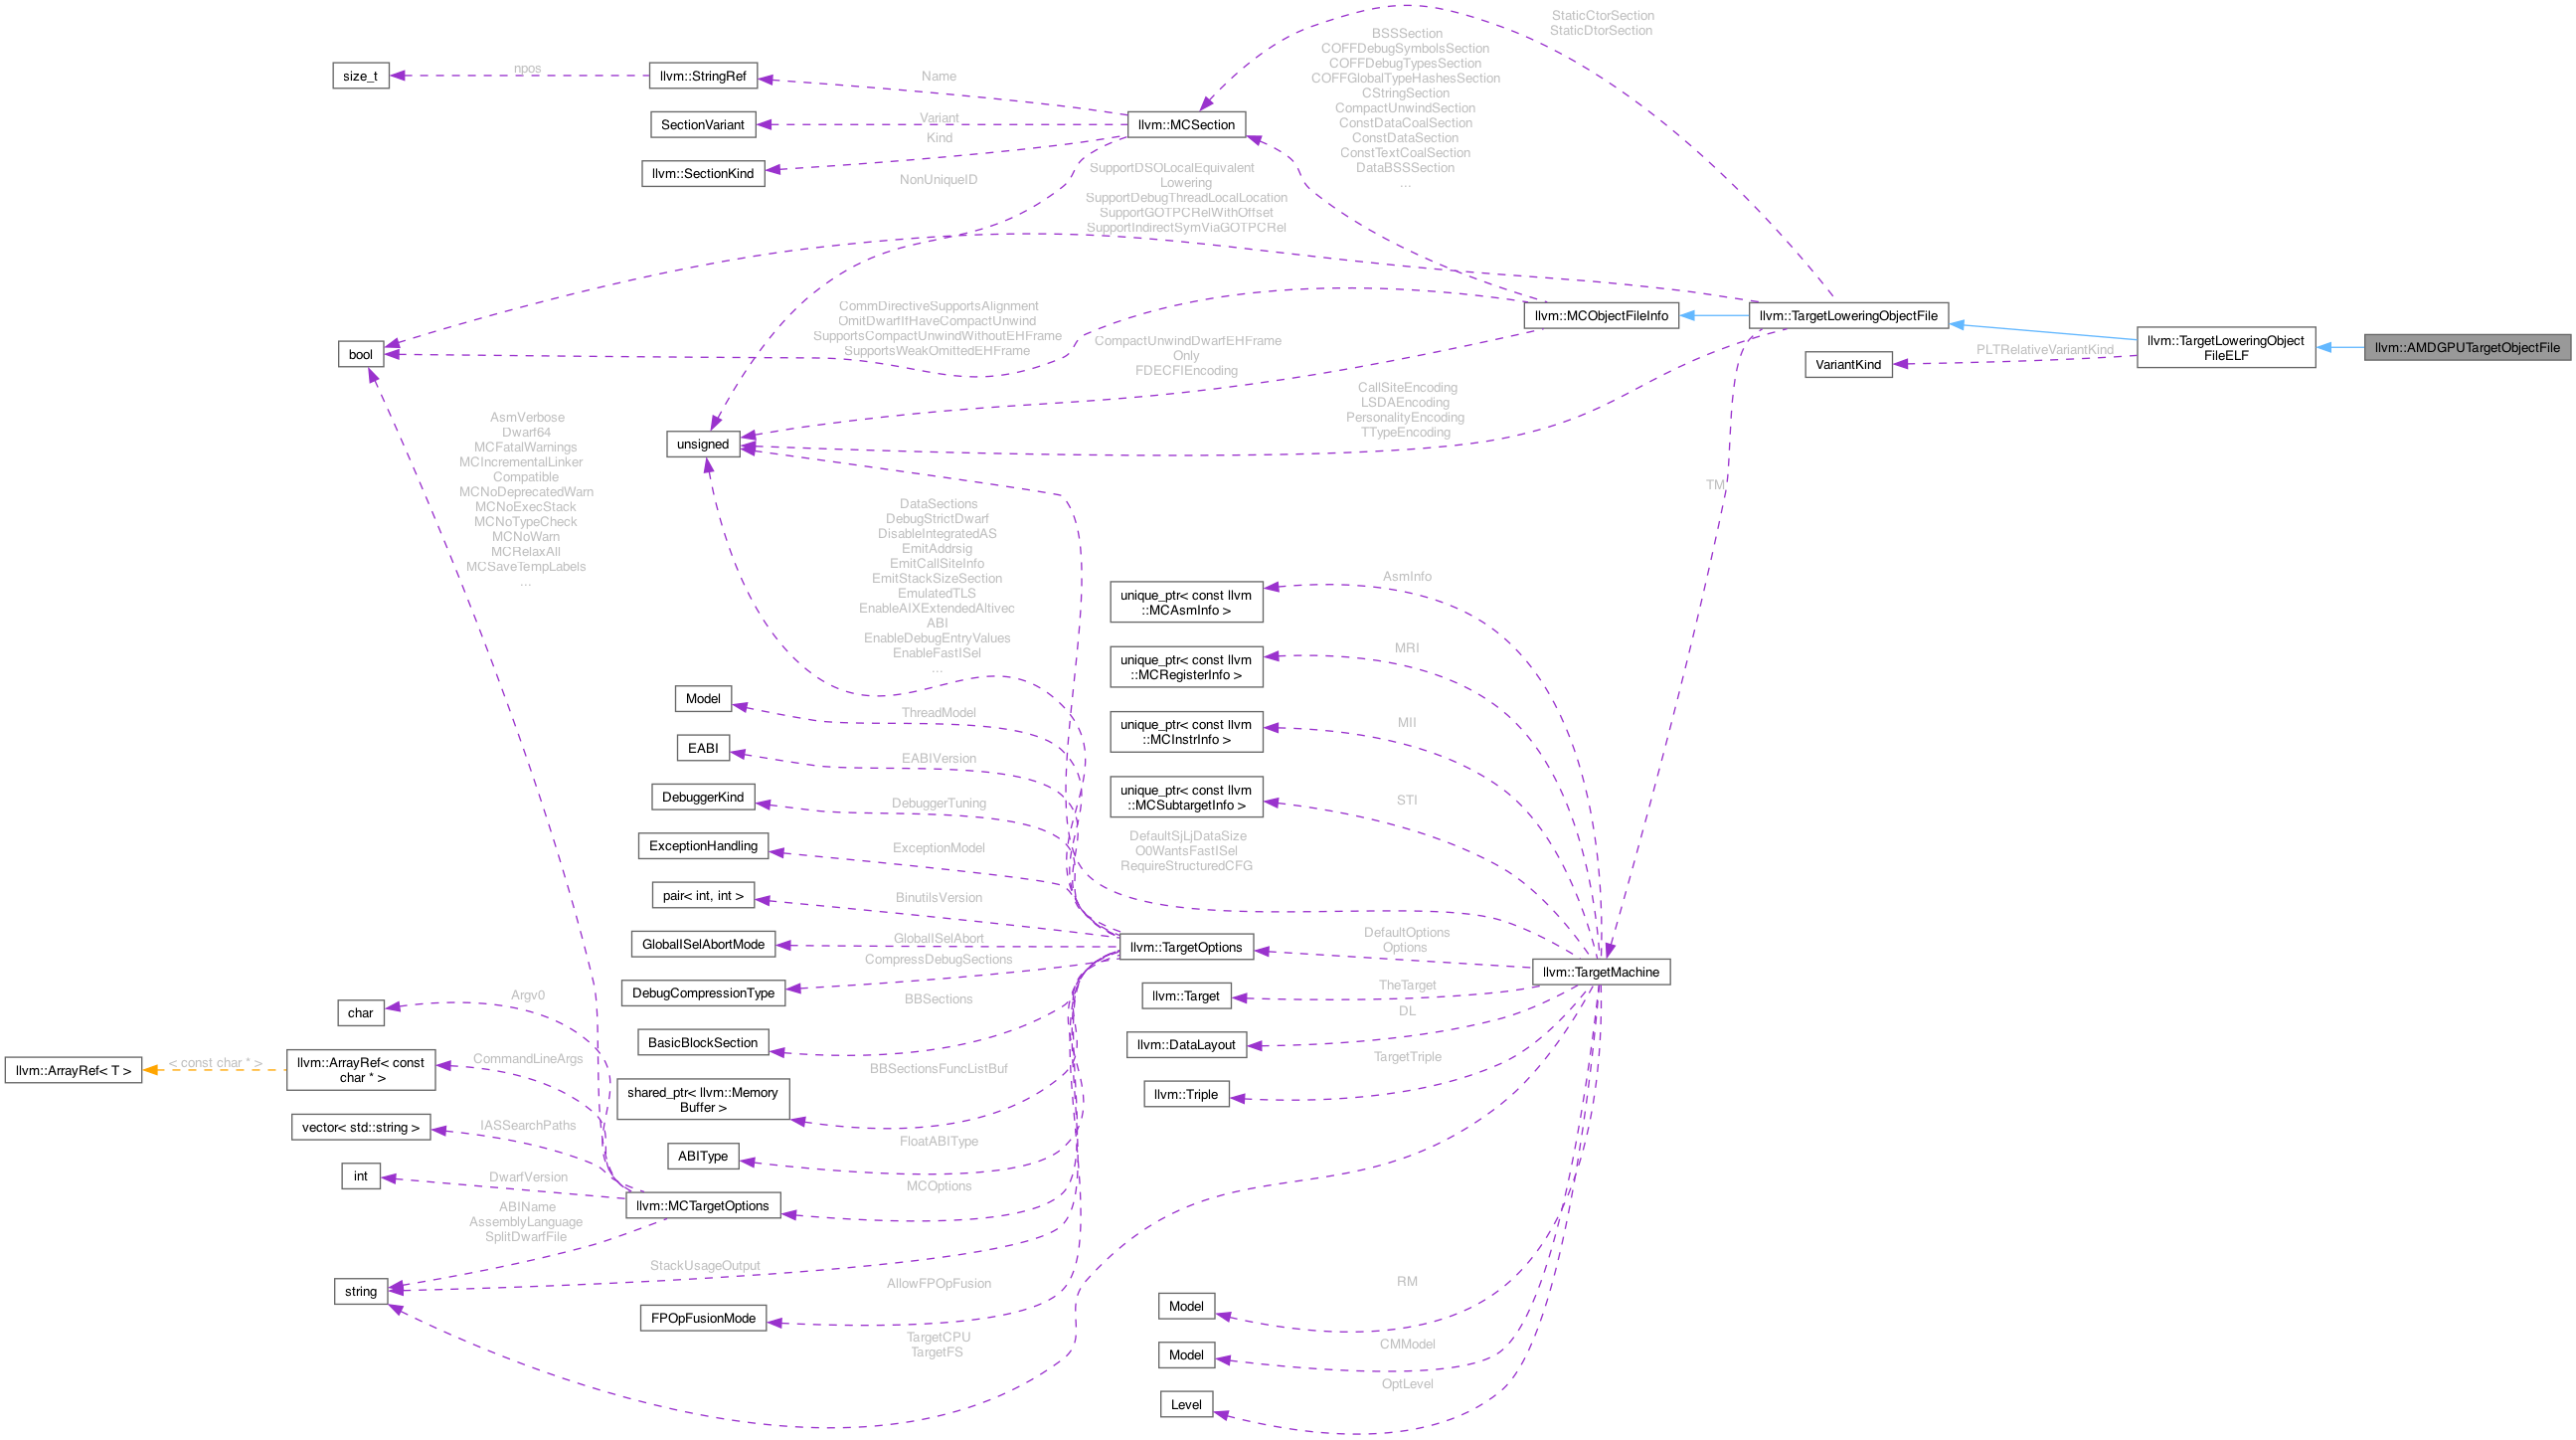 StaticCtorSection
StaticDtorSection
BSSSection
COFFDebugSymbolsSection
COFFDebugTypesSection
COFFGlobalTypeHashesSection
CStringSection
CompactUnwindSection
ConstDataCoalSection
ConstDataSection
ConstTextCoalSection
DataBSSSection
...
size_t
npos
llvm::StringRef
Name
SectionVariant
Variant
llvm::MCSection
Kind
llvm::SectionKind
NonUniqueID
SupportDSOLocalEquivalent
Lowering
SupportDebugThreadLocalLocation
SupportGOTPCRelWithOffset
SupportIndirectSymViaGOTPCRel
CommDirectiveSupportsAlignment
OmitDwarfIfHaveCompactUnwind
SupportsCompactUnwindWithoutEHFrame
SupportsWeakOmittedEHFrame
llvm::MCObjectFileInfo
llvm::TargetLoweringObjectFile
llvm::TargetLoweringObject
FileELF
llvm::AMDGPUTargetObjectFile
bool
CompactUnwindDwarfEHFrame
Only
FDECFIEncoding
VariantKind
PLTRelativeVariantKind
CallSiteEncoding
LSDAEncoding
PersonalityEncoding
TTypeEncoding
unsigned
AsmVerbose
Dwarf64
MCFatalWarnings
MCIncrementalLinker
Compatible
MCNoDeprecatedWarn
MCNoExecStack
MCNoTypeCheck
MCNoWarn
MCRelaxAll
MCSaveTempLabels
...
TM
DataSections
DebugStrictDwarf
DisableIntegratedAS
EmitAddrsig
EmitCallSiteInfo
EmitStackSizeSection
EmulatedTLS
EnableAIXExtendedAltivec
ABI
EnableDebugEntryValues
EnableFastISel
...
unique_ptr< const llvm
::MCAsmInfo >
AsmInfo
unique_ptr< const llvm
::MCRegisterInfo >
MRI
unique_ptr< const llvm
::MCInstrInfo >
MII
unique_ptr< const llvm
::MCSubtargetInfo >
STI
Model
ThreadModel
EABI
EABIVersion
DebuggerKind
DebuggerTuning
ExceptionHandling
ExceptionModel
DefaultSjLjDataSize
O0WantsFastISel
RequireStructuredCFG
pair< int, int >
BinutilsVersion
GlobalISelAbortMode
GlobalISelAbort
llvm::TargetOptions
DefaultOptions
Options
llvm::TargetMachine
CompressDebugSections
DebugCompressionType
BBSections
BasicBlockSection
llvm::Target
TheTarget
llvm::DataLayout
DL
llvm::Triple
TargetTriple
char
Argv0
llvm::ArrayRef< T >
< const char * >
llvm::ArrayRef< const
char * >
CommandLineArgs
BBSectionsFuncListBuf
shared_ptr< llvm::Memory
Buffer >
vector< std::string >
IASSearchPaths
ABIType
FloatABIType
int
DwarfVersion
llvm::MCTargetOptions
MCOptions
ABIName
AssemblyLanguage
SplitDwarfFile
string
StackUsageOutput
AllowFPOpFusion
FPOpFusionMode
TargetCPU
TargetFS
Model
RM
Model
CMModel
Level
OptLevel